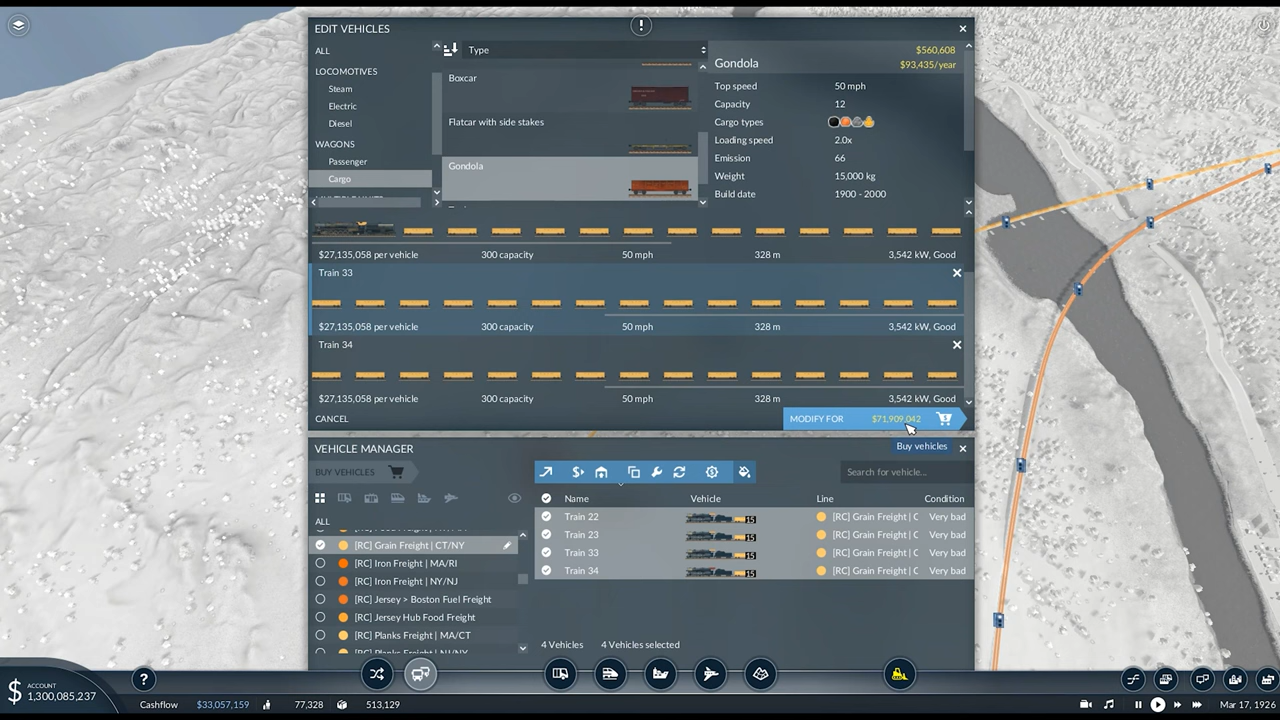 EDIT VEHICLES
ALL
LOCOMOTIVES
Steam
Electric
Diesel
WAGONS
Passenger
Cargo
Type
Boxcar
Flatcar with side stakes
Gondola
$560,608
Gondola
$93,435/year
Top speed 50 mph
Capacity 12
Cargo types
Loading speed 2.0x
Emission 66
Weight 15,000 kg
Build date 1900 - 2000
$27,135,058 per vehicle 300 capacity 50 mph 328 m 3,542 kW, Good
Train 33
$27,135,058 per vehicle 300 capacity 50 mph 328 m 3,542 kW, Good
Train 34
$27,135,058 per vehicle 300 capacity 50 mph 328 m 3,542 kW, Good
CANCEL
MODIFY FOR $71,909,042
Buy vehicles
VEHICLE MANAGER
BUY VEHICLES
Search for vehicle...
ALL
[RC] Grain Freight | CT/NY
[RC] Iron Freight | MA/RI
[RC] Iron Freight | NY/NJ
[RC] Jersey > Boston Fuel Freight
[RC] Jersey Hub Food Freight
[RC] Planks Freight | MA/CT
Name Vehicle Line Condition
Train 22 15 [RC] Grain Freight | C Very bad
Train 23 15 [RC] Grain Freight | C Very bad
Train 33 15 [RC] Grain Freight | C Very bad
Train 34 15 [RC] Grain Freight | C Very bad
4 Vehicles 4 Vehicles selected
$ ACCOUNT
1,300,085,237
?
Cashflow $33,057,159 77,328 513,129
Mar 17, 1926